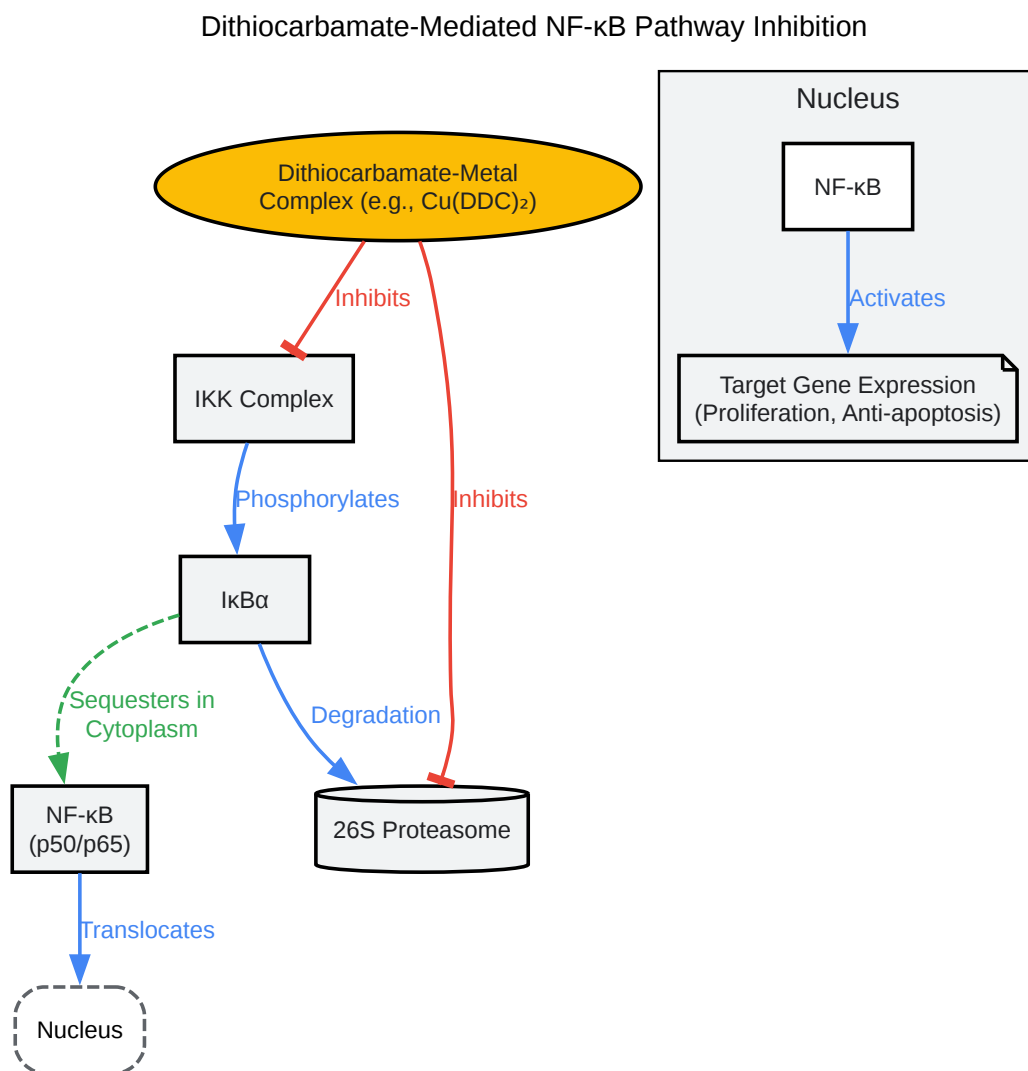 Dithiocarbamate-Mediated NF-κB Pathway Inhibition
Nucleus
NF-κB
Activates
Target Gene Expression
(Proliferation, Anti-apoptosis)
Dithiocarbamate-Metal
Complex (e.g., Cu(DDC)₂)
Inhibits
IKK Complex
Phosphorylates
Inhibits
IκBα
Sequesters in
Cytoplasm
Degradation
NF-κB
(p50/p65)
26S Proteasome
Translocates
Nucleus